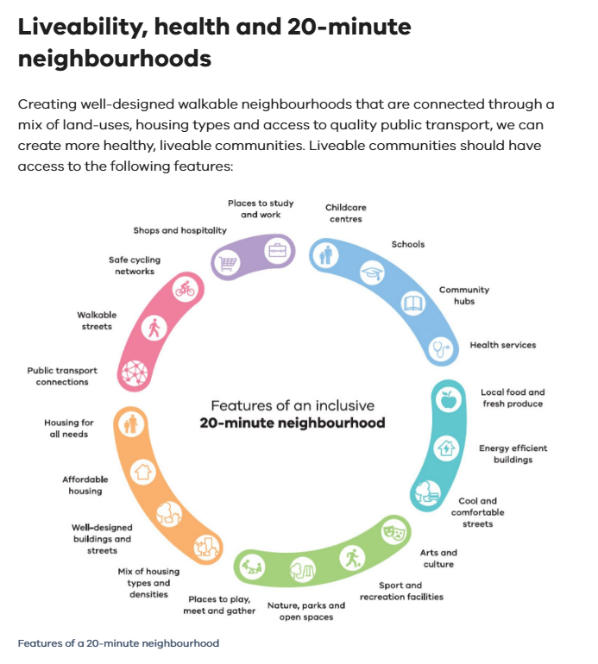 Liveability, health and 20-minute
neighbourhoods
Creating well-designed walkable neighbourhoods that are connected through a
mix of land-uses, housing types and access to quality public transport, we can
create more healthy, liveable communities. Liveable communities should have
access to the following features:
Places to study
and work
Childcare
centres
Schools
Community
hubs
Health services
Local food and
fresh produce
Energy efficient
buildings
Cool and
comfortable
streets
Arts and
culture
Sport and
recreation facilities
Nature, parks and
open spaces
Places to play,
meet and gather
Mix of housing
types and
densities
Well-designed
buildings and
streets
Affordable
housing
Housing for
all needs
Public transport
connections
Walkable
streets
Safe cycling
networks
Shops and hospitality
Features of an inclusive
20-minute neighbourhood
Features of a 20-minute neighbourhood